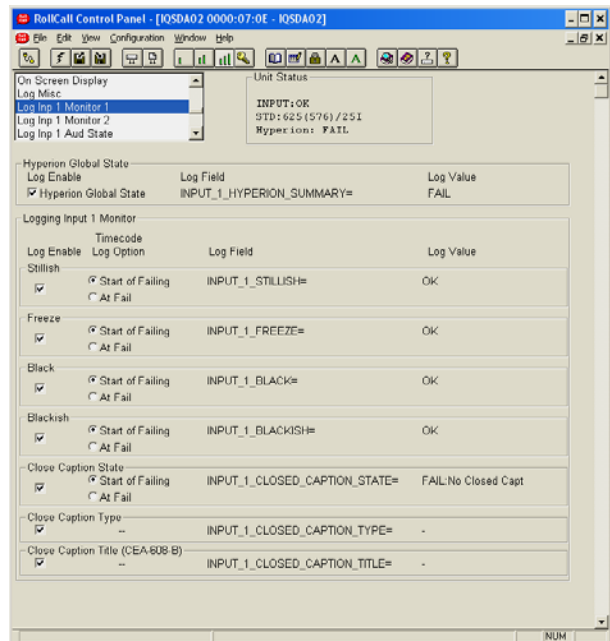 RollCall Control Panel - [IQSDA02 0000:07:0E - IQSDA02]
File Edit View Configuration Window Help
On Screen Display
Log Misc
Log Inp 1 Monitor 1
Log Inp 1 Monitor 2
Log Inp 1 Aud State
Unit Status
INPUT:OK
STD:625(576)/25I
Hyperion: FAIL
Hyperion Global State
Log Enable Log Field Log Value
Hyperion Global State INPUT_1_HYPERION_SUMMARY= FAIL
Logging Input 1 Monitor
Timecode
Log Enable Log Option Log Field Log Value
Stillish
Start of Failing INPUT_1_STILLISH= OK
At Fail
Freeze
Start of Failing INPUT_1_FREEZE= OK
At Fail
Black
Start of Failing INPUT_1_BLACK= OK
At Fail
Blackish
Start of Failing INPUT_1_BLACKISH= OK
At Fail
Close Caption State
Start of Failing INPUT_1_CLOSED_CAPTION_STATE= FAIL:No Closed Capt
At Fail
Close Caption Type
-- INPUT_1_CLOSED_CAPTION_TYPE= -
Close Caption Title (CEA-608-B)
-- INPUT_1_CLOSED_CAPTION_TITLE= -
NUM